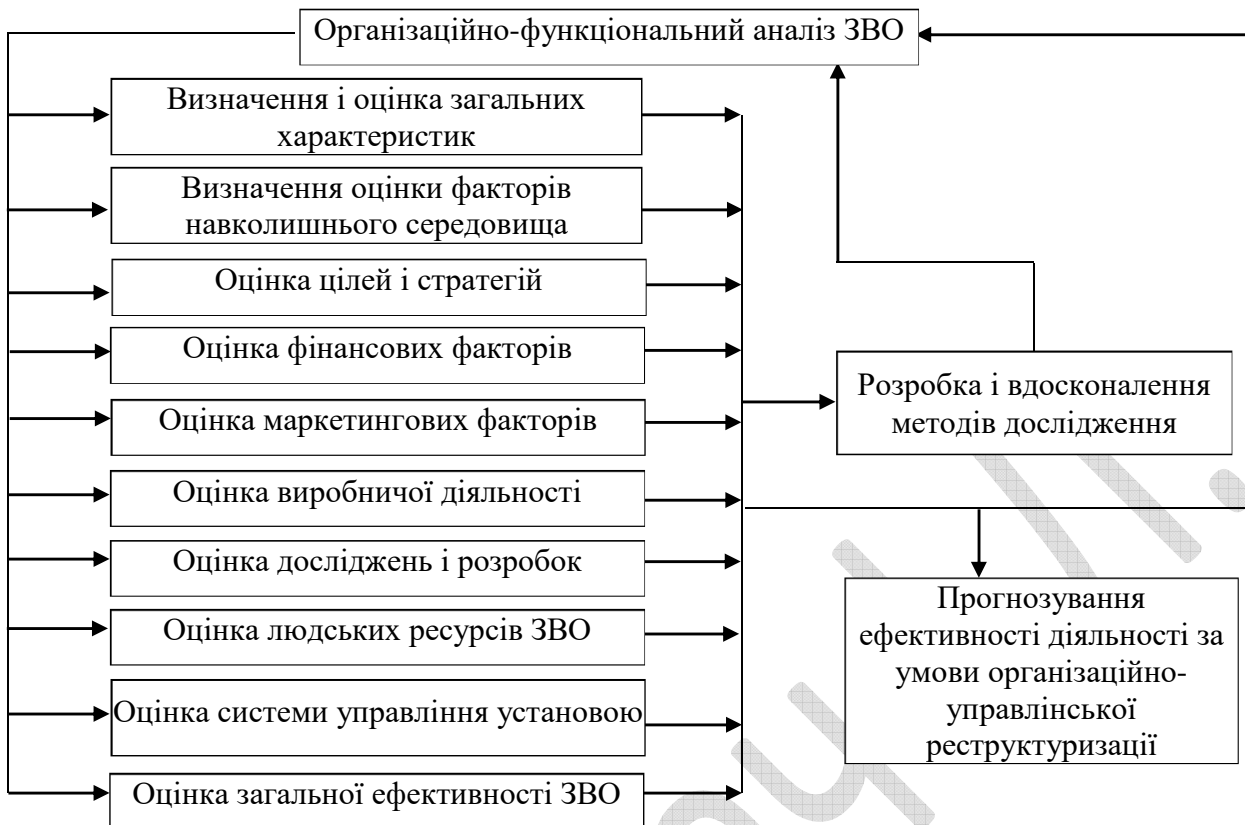 Організаційно-функціональний аналіз ЗВО
Визначення і оцінка загальних
характеристик
Визначення оцінки факторів
навколишнього середовища
Оцінка цілей і стратегій
Оцінка фінансових факторів
Оцінка маркетингових факторів
Оцінка виробничої діяльності
Оцінка досліджень і розробок
Оцінка людських ресурсів ЗВО
Оцінка системи управління установою
Оцінка загальної ефективності ЗВО
Розробка і вдосконалення
методів дослідження
Прогнозування
ефективності діяльності за
умови організаційно-
управлінської
реструктуризації